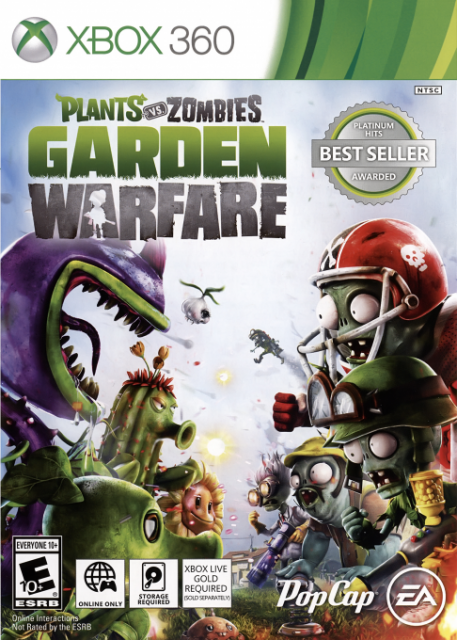 XBOX 360
NTSC
PLANTS VS. ZOMBIES
GARDEN
WARFARE
PLATINUM
HITS
BEST SELLER
AWARDED
EVERYONE 10+
E
10+
ESRB
ONLINE ONLY
STORAGE
REQUIRED
XBOX LIVE
GOLD
REQUIRED
(SOLD SEPARATELY)
Online Interactions
Not Rated by the ESRB
PopCap
EA